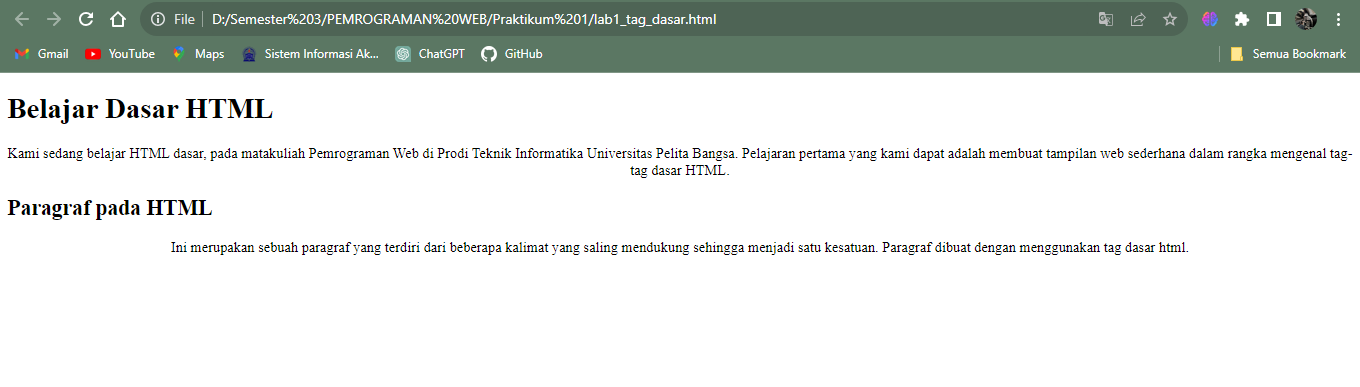 File D:/Semester%203/PEMROGRAMAN%20WEB/Praktikum%201/lab1_tag_dasar.html
Gmail YouTube Maps Sistem Informasi Ak... ChatGPT GitHub Semua Bookmark
Belajar Dasar HTML
Kami sedang belajar HTML dasar, pada matakuliah Pemrograman Web di Prodi Teknik Informatika Universitas Pelita Bangsa. Pelajaran pertama yang kami dapat adalah membuat tampilan web sederhana dalam rangka mengenal tag-
tag dasar HTML.
Paragraf pada HTML
Ini merupakan sebuah paragraf yang terdiri dari beberapa kalimat yang saling mendukung sehingga menjadi satu kesatuan. Paragraf dibuat dengan menggunakan tag dasar html.